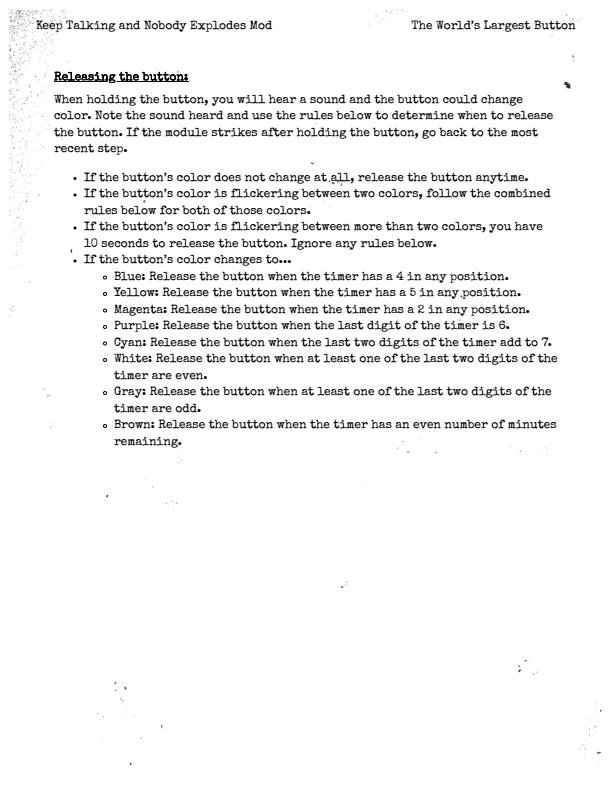 Keep Talking and Nobody Explodes Mod
The World's Largest Button
Releasing the button:
When holding the button, you will hear a sound and the button could change
color. Note the sound heard and use the rules below to determine when to release
the button. If the module strikes after holding the button, go back to the most
recent step.
• If the button's color does not change at all, release the button anytime.
• If the button's color is flickering between two colors, follow the combined
rules below for both of those colors.
• If the button's color is flickering between more than two colors, you have
10 seconds to release the button. Ignore any rules below.
• If the button's color changes to...
◦ Blue: Release the button when the timer has a 4 in any position.
◦ Yellow: Release the button when the timer has a 5 in any position.
◦ Magenta: Release the button when the timer has a 2 in any position.
◦ Purple: Release the button when the last digit of the timer is 6.
◦ Cyan: Release the button when the last two digits of the timer add to 7.
◦ White: Release the button when at least one of the last two digits of the
timer are even.
◦ Gray: Release the button when at least one of the last two digits of the
timer are odd.
◦ Brown: Release the button when the timer has an even number of minutes
remaining.